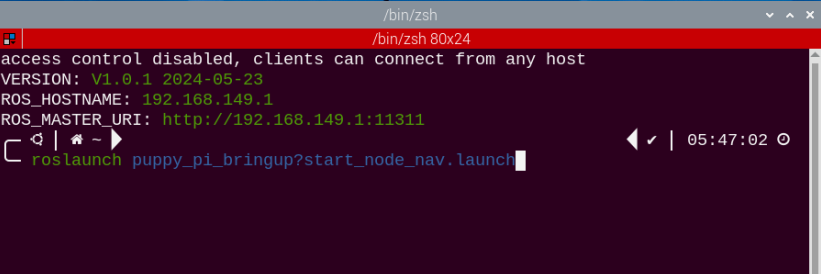 /bin/zsh
/bin/zsh 80x24
access control disabled, clients can connect from any host
VERSION: V1.0.1 2024-05-23
ROS_HOSTNAME: 192.168.149.1
ROS_MASTER_URI: http://192.168.149.1:11311
~ ✔ 05:47:02
roslaunch puppy_pi_bringup?start_node_nav.launch